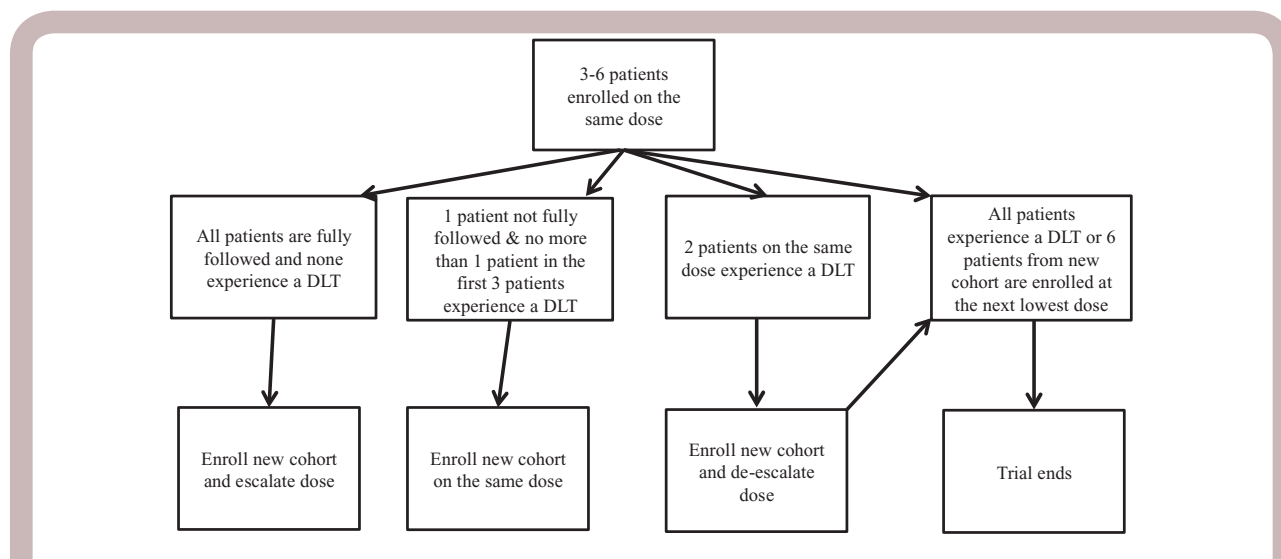 3-6 patients
enrolled on the
same dose
All patients are fully
followed and none
experience a DLT
1 patient not fully
followed & no more
than 1 patient in the
first 3 patients
experience a DLT
2 patients on the same
dose experience a DLT
All patients
experience a DLT or 6
patients from new
cohort are enrolled at
the next lowest dose
Enroll new cohort
and escalate dose
Enroll new cohort
on the same dose
Enroll new cohort
and de-escalate
dose
Trial ends